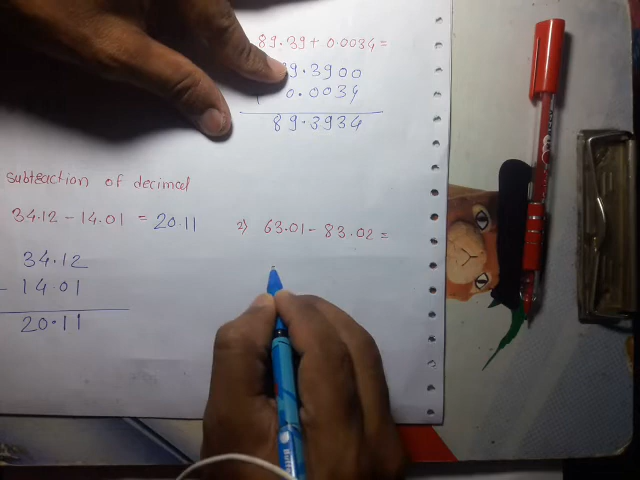 89.39 + 0.0034 =
9.3900
0.0034
89.3934
subtraction of decimal
34.12 - 14.01 = 20.11
34.12
- 14.01
20.11
2) 63.01 - 83.02 =